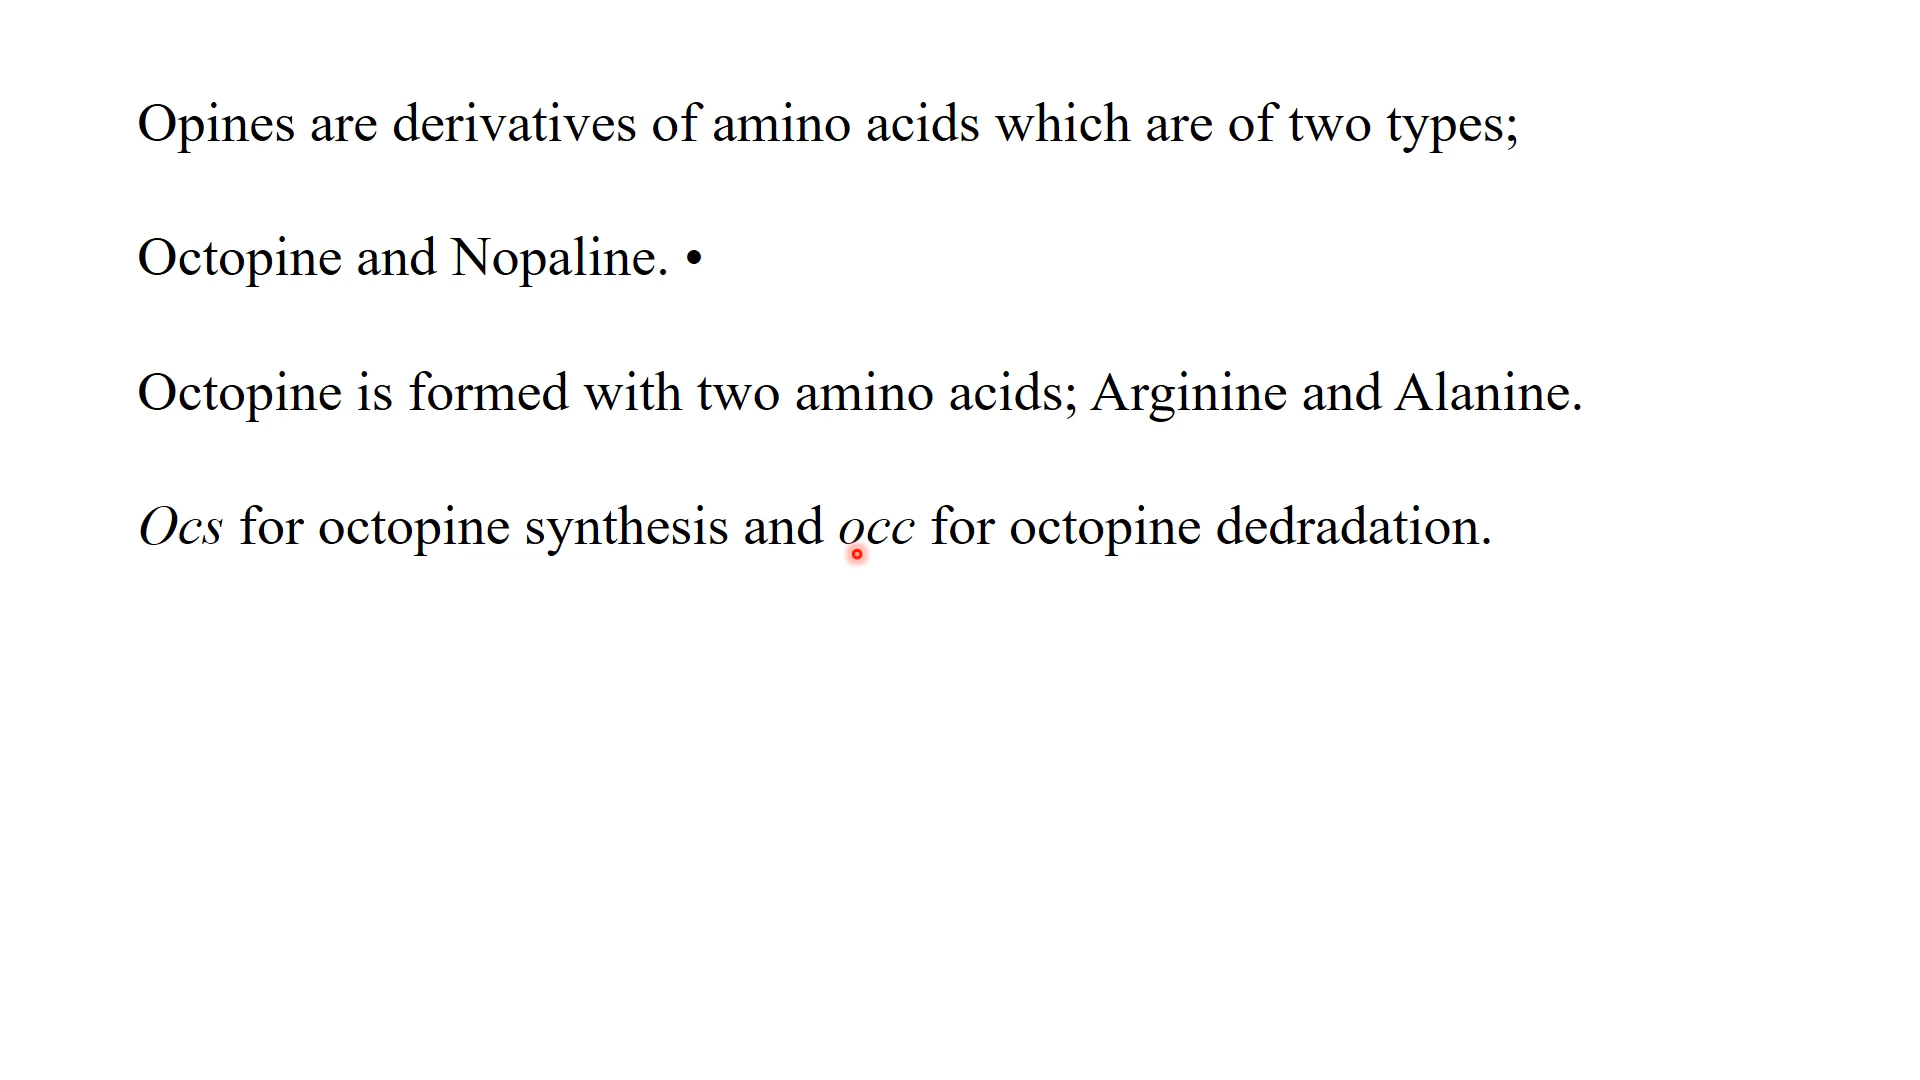 Opines are derivatives of amino acids which are of two types;
Octopine and Nopaline. •
Octopine is formed with two amino acids; Arginine and Alanine.
Ocs for octopine synthesis and occ for octopine dedradation.